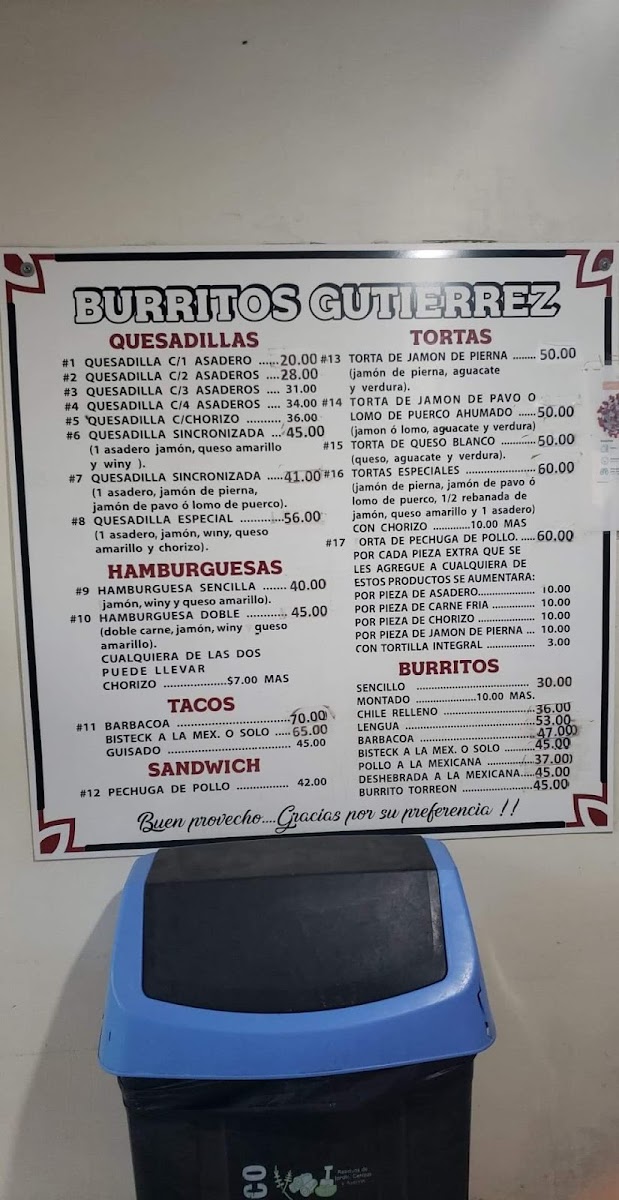 BURRITOS GUTIERREZ
QUESADILLAS
#1 QUESADILLA C/1 ASADERO ......20.00
#2 QUESADILLA C/2 ASADEROS ....28.00
#3 QUESADILLA C/3 ASADEROS .... 31.00
#4 QUESADILLA C/4 ASADEROS .... 34.00
#5 QUESADILLA C/CHORIZO .......... 36.00
#6 QUESADILLA SINCRONIZADA ...45.00
(1 asadero jamón, queso amarillo
y winy ).
#7 QUESADILLA SINCRONIZADA .....41.00
(1 asadero, jamón de pierna,
jamón de pavo ó lomo de puerco).
#8 QUESADILLA ESPECIAL .............56.00
(1 asadero, jamón, winy, queso
amarillo y chorizo).
HAMBURGUESAS
#9 HAMBURGUESA SENCILLA ....... 40.00
jamón, winy y queso amarillo).
#10 HAMBURGUESA DOBLE ............ 45.00
(doble carne, jamón, winy queso
amarillo).
CUALQUIERA DE LAS DOS
PUEDE LLEVAR
CHORIZO ...................$7.00 MAS
TACOS
#11 BARBACOA .................................70.00
BISTECK A LA MEX. O SOLO ..... 65.00
GUISADO .................................... 45.00
SANDWICH
#12 PECHUGA DE POLLO ............... 42.00
TORTAS
#13 TORTA DE JAMON DE PIERNA ........ 50.00
(jamón de pierna, aguacate
y verdura).
#14 TORTA DE JAMON DE PAVO O
LOMO DE PUERCO AHUMADO ......50.00
(jamon ó lomo, aguacate y verdura)
#15 TORTA DE QUESO BLANCO ............50.00
(queso, aguacate y verdura).
#16 TORTAS ESPECIALES ....................... 60.00
(jamón de pierna, jamón de pavo ó
lomo de puerco, 1/2 rebanada de
jamón, queso amarillo y 1 asadero)
CON CHORIZO .............10.00 MAS
#17 ORTA DE PECHUGA DE POLLO. .....60.00
POR CADA PIEZA EXTRA QUE SE
LES AGREGUE A CUALQUIERA DE
ESTOS PRODUCTOS SE AUMENTARA:
POR PIEZA DE ASADERO..................... 10.00
POR PIEZA DE CARNE FRIA ................ 10.00
POR PIEZA DE CHORIZO ..................... 10.00
POR PIEZA DE JAMON DE PIERNA ... 10.00
CON TORTILLA INTEGRAL ................. 3.00
BURRITOS
SENCILLO .................................... 30.00
MONTADO ....................10.00 MAS.
CHILE RELLENO .............................36.00
LENGUA .........................................53.00
BARBACOA ....................................47.00
BISTECK A LA MEX. O SOLO .........45.00
POLLO A LA MEXICANA ...............37.00
DESHEBRADA A LA MEXICANA....45.00
BURRITO TORREON ......................45.00
Buen provecho....Gracias por su preferencia !!
CO